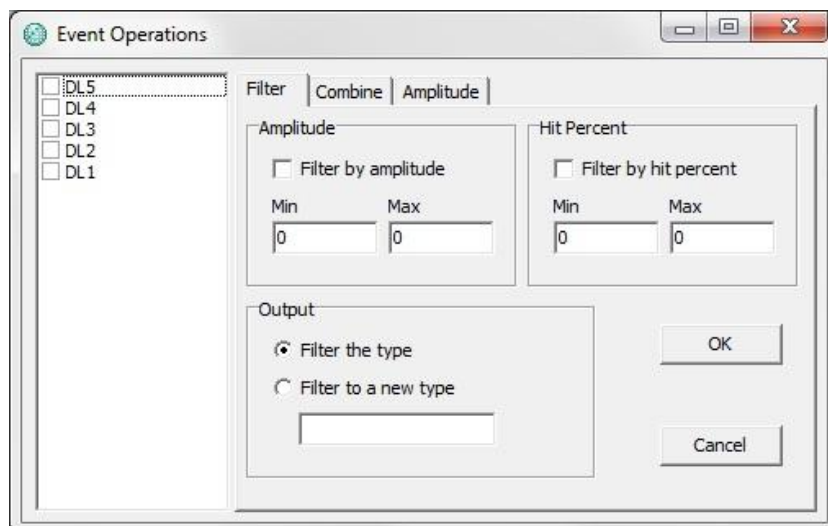 Event Operations
DL5
DL4
DL3
DL2
DL1
Filter Combine Amplitude
Amplitude
Filter by amplitude
Min Max
0 0
Hit Percent
Filter by hit percent
Min Max
0 0
Output
Filter the type
Filter to a new type
OK
Cancel